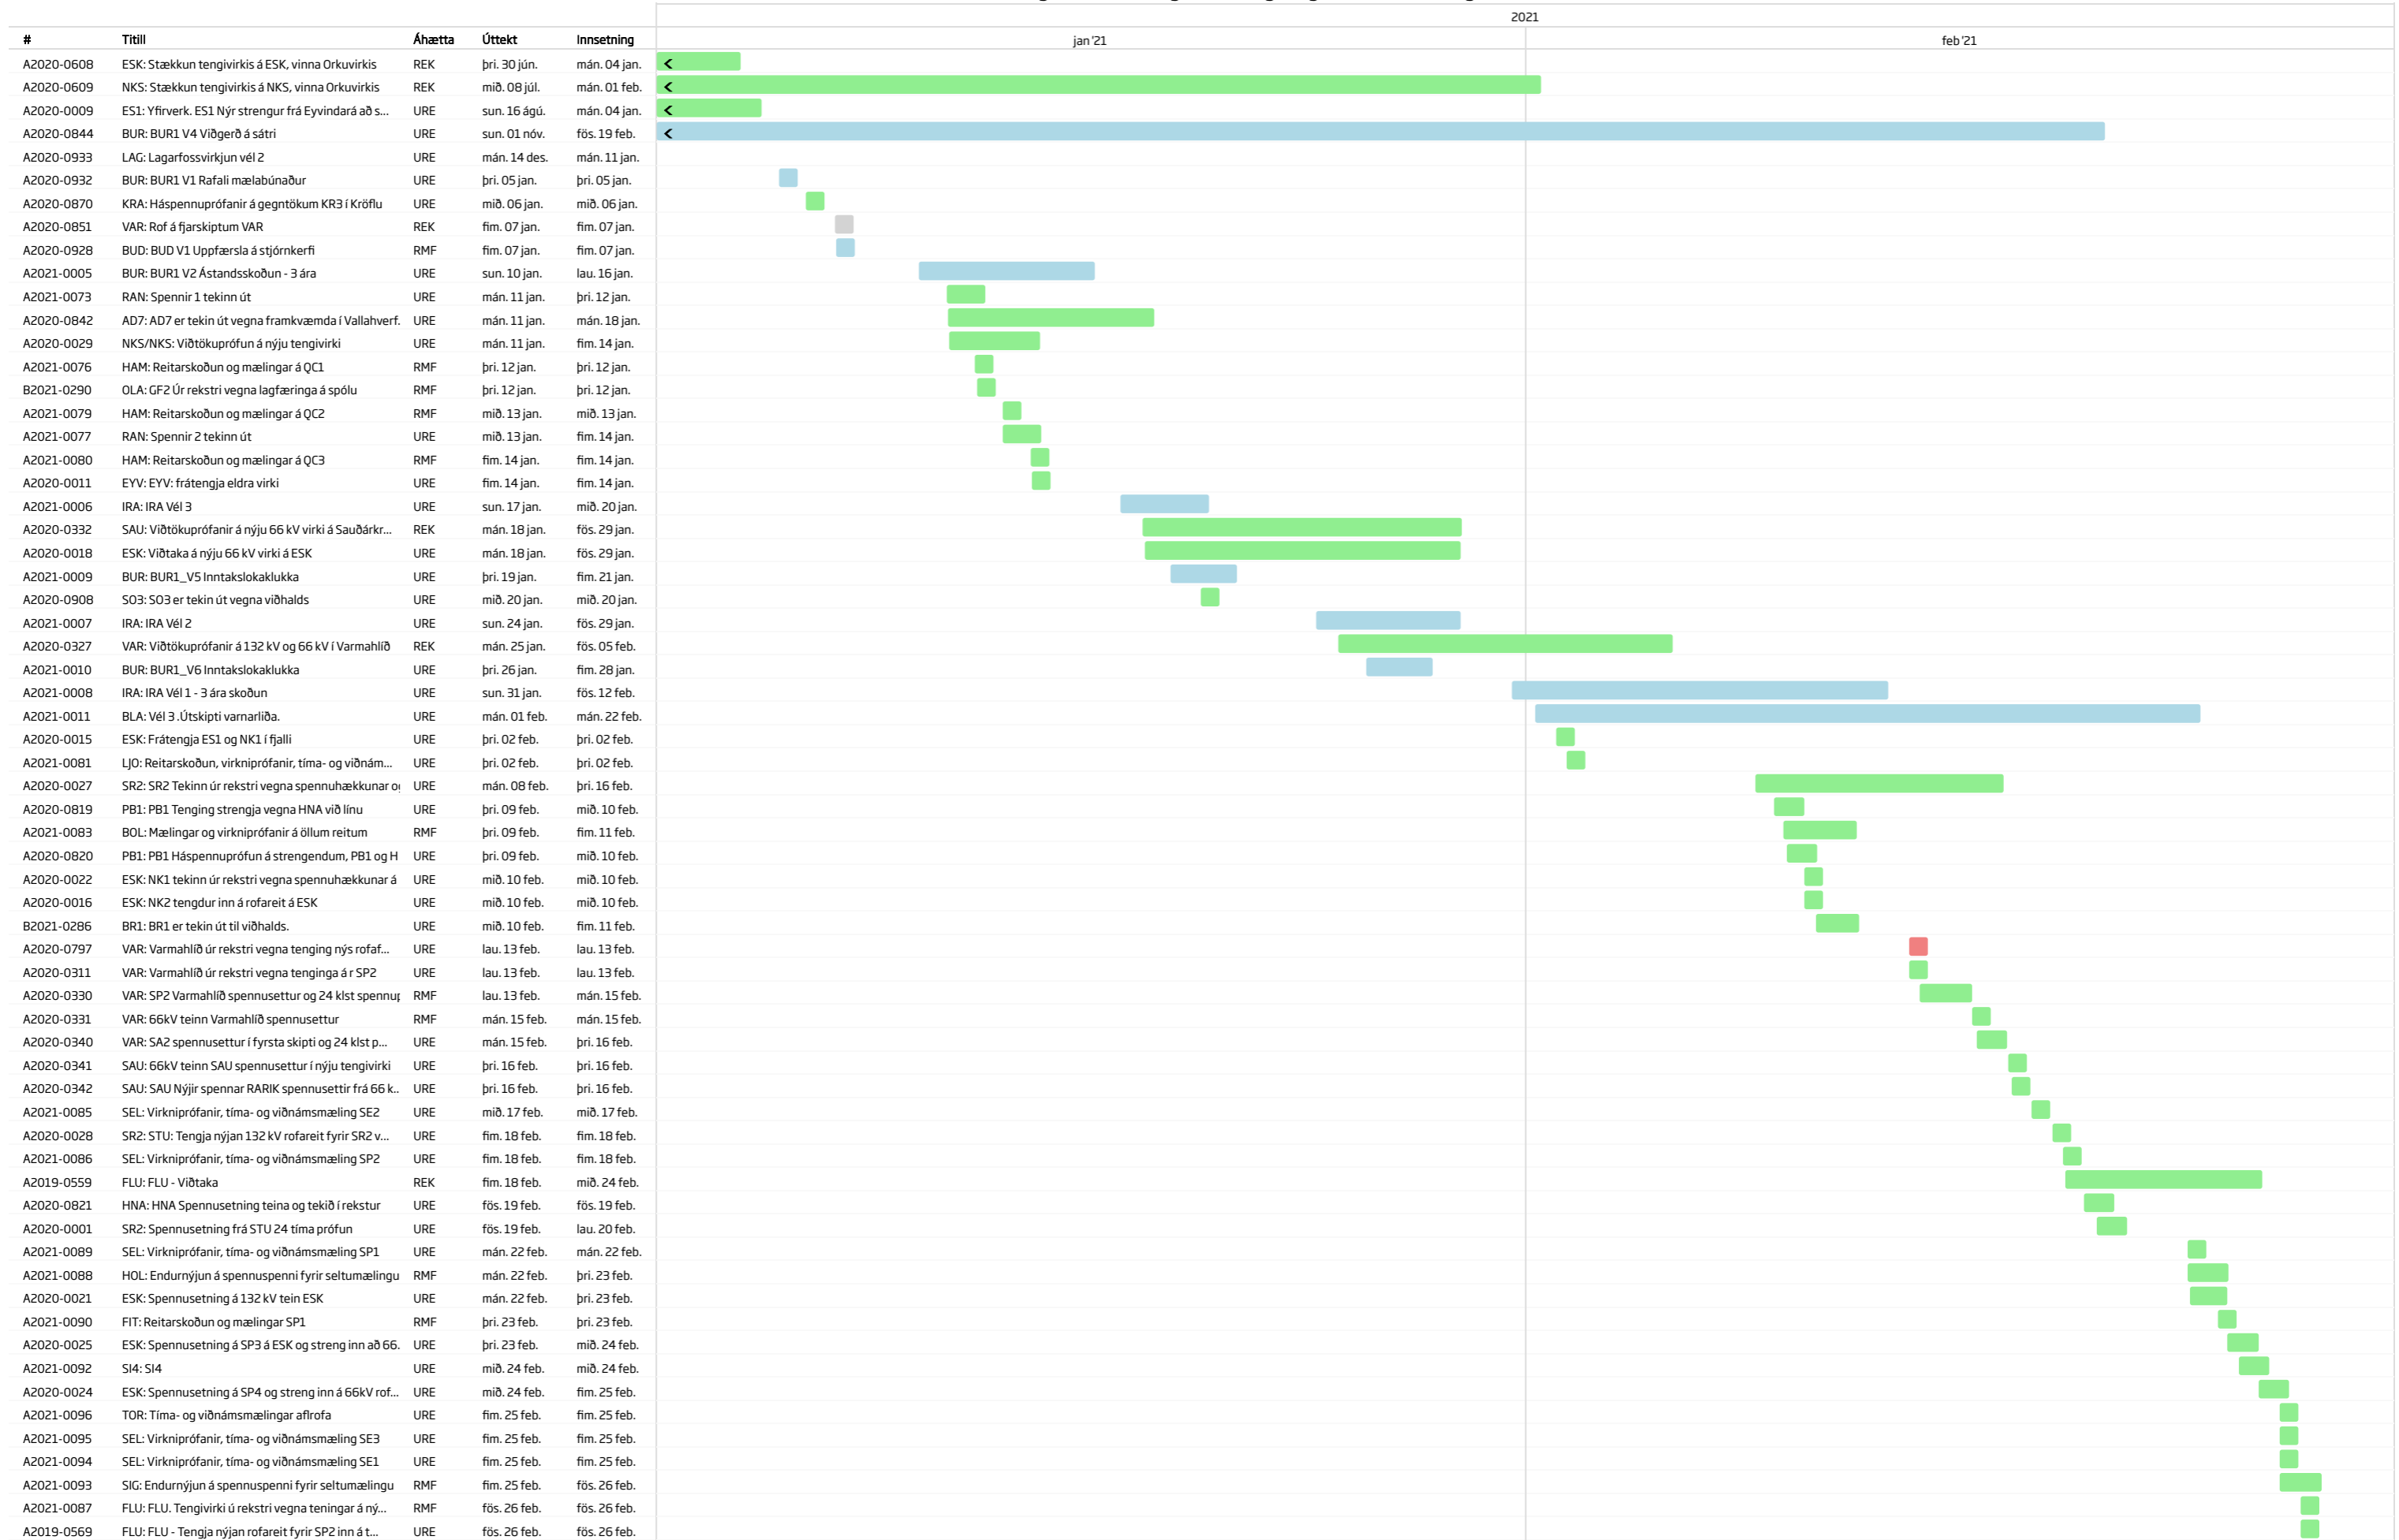 2021
# Titill Áhætta Úttekt Innsetning jan '21 feb '21
A2020-0608 ESK: Stækkun tengivirkis á ESK, vinna Orkuvirkis REK þri. 30 jún. mán. 04 jan.
A2020-0609 NKS: Stækkun tengivirkis á NKS, vinna Orkuvirkis REK mið. 08 júl. mán. 01 feb.
A2020-0009 ES1: Yfirverk. ES1 Nýr strengur frá Eyvindará að s... URE sun. 16 ágú. mán. 04 jan.
A2020-0844 BUR: BUR1 V4 Viðgerð á sátri URE sun. 01 nóv. fös. 19 feb.
A2020-0933 LAG: Lagarfossvirkjun vél 2 URE mán. 14 des. mán. 11 jan.
A2020-0932 BUR: BUR1 V1 Rafali mælabúnaður URE þri. 05 jan. þri. 05 jan.
A2020-0870 KRA: Háspennuprófanir á gegntökum KR3 í Kröflu URE mið. 06 jan. mið. 06 jan.
A2020-0851 VAR: Rof á fjarskiptum VAR REK fim. 07 jan. fim. 07 jan.
A2020-0928 BUD: BUD V1 Uppfærsla á stjórnkerfi RMF fim. 07 jan. fim. 07 jan.
A2021-0005 BUR: BUR1 V2 Ástandsskoðun - 3 ára URE sun. 10 jan. lau. 16 jan.
A2021-0073 RAN: Spennir 1 tekinn út URE mán. 11 jan. þri. 12 jan.
A2020-0842 AD7: AD7 er tekin út vegna framkvæmda í Vallahverf. URE mán. 11 jan. mán. 18 jan.
A2020-0029 NKS/NKS: Viðtökuprófun á nýju tengivirki URE mán. 11 jan. fim. 14 jan.
A2021-0076 HAM: Reitarskoðun og mælingar á QC1 RMF þri. 12 jan. þri. 12 jan.
B2021-0290 OLA: GF2 Úr rekstri vegna lagfæringa á spólu RMF þri. 12 jan. þri. 12 jan.
A2021-0079 HAM: Reitarskoðun og mælingar á QC2 RMF mið. 13 jan. mið. 13 jan.
A2021-0077 RAN: Spennir 2 tekinn út URE mið. 13 jan. fim. 14 jan.
A2021-0080 HAM: Reitarskoðun og mælingar á QC3 RMF fim. 14 jan. fim. 14 jan.
A2020-0011 EYV: EYV: frátengja eldra virki URE fim. 14 jan. fim. 14 jan.
A2021-0006 IRA: IRA Vél 3 URE sun. 17 jan. mið. 20 jan.
A2020-0332 SAU: Viðtökuprófanir á nýju 66 kV virki á Sauðárkr... REK mán. 18 jan. fös. 29 jan.
A2020-0018 ESK: Viðtaka á nýju 66 kV virki á ESK URE mán. 18 jan. fös. 29 jan.
A2021-0009 BUR: BUR1_V5 Inntakslokaklukka URE þri. 19 jan. fim. 21 jan.
A2020-0908 SO3: SO3 er tekin út vegna viðhalds URE mið. 20 jan. mið. 20 jan.
A2021-0007 IRA: IRA Vél 2 URE sun. 24 jan. fös. 29 jan.
A2020-0327 VAR: Viðtökuprófanir á 132 kV og 66 kV í Varmahlíð REK mán. 25 jan. fös. 05 feb.
A2021-0010 BUR: BUR1_V6 Inntakslokaklukka URE þri. 26 jan. fim. 28 jan.
A2021-0008 IRA: IRA Vél 1 - 3 ára skoðun URE sun. 31 jan. fös. 12 feb.
A2021-0011 BLA: Vél 3 .Útskipti varnarliða. URE mán. 01 feb. mán. 22 feb.
A2020-0015 ESK: Frátengja ES1 og NK1 í fjalli URE þri. 02 feb. þri. 02 feb.
A2021-0081 LJO: Reitarskoðun, virkniprófanir, tíma- og viðnám... URE þri. 02 feb. þri. 02 feb.
A2020-0027 SR2: SR2 Tekinn úr rekstri vegna spennuhækkunar og URE mán. 08 feb. þri. 16 feb.
A2020-0819 PB1: PB1 Tenging strengja vegna HNA við línu URE þri. 09 feb. mið. 10 feb.
A2021-0083 BOL: Mælingar og virkniprófanir á öllum reitum RMF þri. 09 feb. fim. 11 feb.
A2020-0820 PB1: PB1 Háspennuprófun á strengendum, PB1 og H URE þri. 09 feb. mið. 10 feb.
A2020-0022 ESK: NK1 tekinn úr rekstri vegna spennuhækkunar á URE mið. 10 feb. mið. 10 feb.
A2020-0016 ESK: NK2 tengdur inn á rofareit á ESK URE mið. 10 feb. mið. 10 feb.
B2021-0286 BR1: BR1 er tekin út til viðhalds. URE mið. 10 feb. fim. 11 feb.
A2020-0797 VAR: Varmahlíð úr rekstri vegna tenging nýs rofaf... URE lau. 13 feb. lau. 13 feb.
A2020-0311 VAR: Varmahlíð úr rekstri vegna tenginga á r SP2 URE lau. 13 feb. lau. 13 feb.
A2020-0330 VAR: SP2 Varmahlíð spennusettur og 24 klst spennup RMF lau. 13 feb. mán. 15 feb.
A2020-0331 VAR: 66kV teinn Varmahlíð spennusettur RMF mán. 15 feb. mán. 15 feb.
A2020-0340 VAR: SA2 spennusettur í fyrsta skipti og 24 klst p... URE mán. 15 feb. þri. 16 feb.
A2020-0341 SAU: 66kV teinn SAU spennusettur í nýju tengivirki URE þri. 16 feb. þri. 16 feb.
A2020-0342 SAU: SAU Nýjir spennar RARIK spennusettir frá 66 k.. URE þri. 16 feb. þri. 16 feb.
A2021-0085 SEL: Virkniprófanir, tíma- og viðnámsmæling SE2 URE mið. 17 feb. mið. 17 feb.
A2020-0028 SR2: STU: Tengja nýjan 132 kV rofareit fyrir SR2 v... URE fim. 18 feb. fim. 18 feb.
A2021-0086 SEL: Virkniprófanir, tíma- og viðnámsmæling SP2 URE fim. 18 feb. fim. 18 feb.
A2019-0559 FLU: FLU - Viðtaka REK fim. 18 feb. mið. 24 feb.
A2020-0821 HNA: HNA Spennusetning teina og tekið í rekstur URE fös. 19 feb. fös. 19 feb.
A2020-0001 SR2: Spennusetning frá STU 24 tíma prófun URE fös. 19 feb. lau. 20 feb.
A2021-0089 SEL: Virkniprófanir, tíma- og viðnámsmæling SP1 URE mán. 22 feb. mán. 22 feb.
A2021-0088 HOL: Endurnýjun á spennuspenni fyrir seltumælingu RMF mán. 22 feb. þri. 23 feb.
A2020-0021 ESK: Spennusetning á 132 kV tein ESK URE mán. 22 feb. þri. 23 feb.
A2021-0090 FIT: Reitarskoðun og mælingar SP1 RMF þri. 23 feb. þri. 23 feb.
A2020-0025 ESK: Spennusetning á SP3 á ESK og streng inn að 66. URE þri. 23 feb. mið. 24 feb.
A2021-0092 SI4: SI4 URE mið. 24 feb. mið. 24 feb.
A2020-0024 ESK: Spennusetning á SP4 og streng inn á 66kV rof... URE mið. 24 feb. fim. 25 feb.
A2021-0096 TOR: Tíma- og viðnámsmælingar aflrofa URE fim. 25 feb. fim. 25 feb.
A2021-0095 SEL: Virkniprófanir, tíma- og viðnámsmæling SE3 URE fim. 25 feb. fim. 25 feb.
A2021-0094 SEL: Virkniprófanir, tíma- og viðnámsmæling SE1 URE fim. 25 feb. fim. 25 feb.
A2021-0093 SIG: Endurnýjun á spennuspenni fyrir seltumælingu RMF fim. 25 feb. fös. 26 feb.
A2021-0087 FLU: FLU. Tengivirki ú rekstri vegna teningar á ný... RMF fös. 26 feb. fös. 26 feb.
A2019-0569 FLU: FLU - Tengja nýjan rofareit fyrir SP2 inn á t... URE fös. 26 feb. fös. 26 feb.